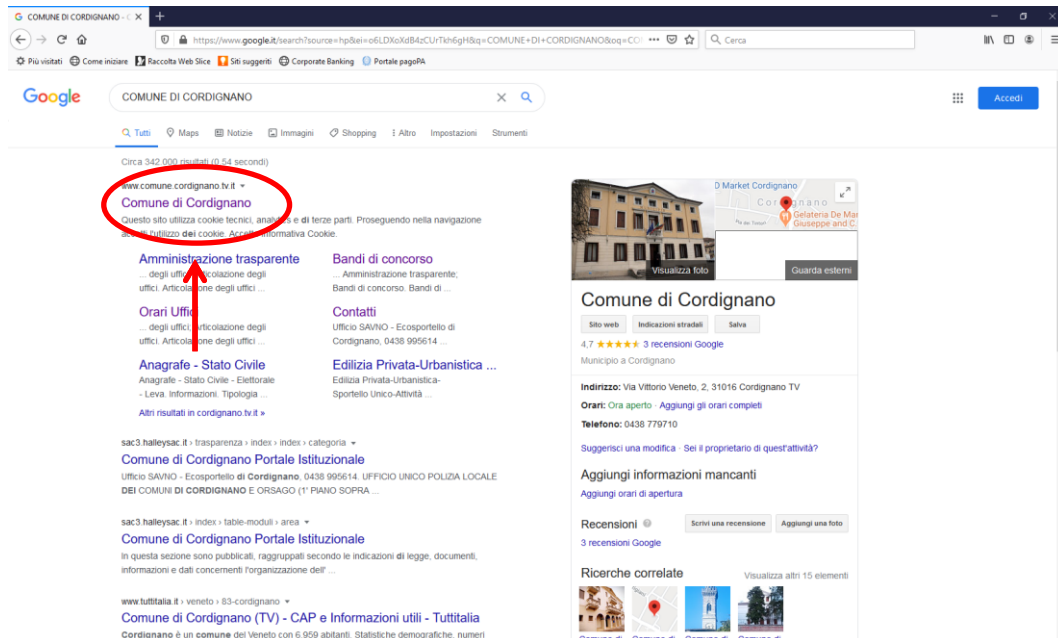 COMUNE DI CORDIGNANO - C
https://www.google.it/search?source=hp&ei=o6LDXoXdB4zCUrTkh6gH&q=COMUNE+DI+CORDIGNANO&oq=CO
Cerca
Più visitati Come iniziare Raccolta Web Slice Siti suggeriti Corporate Banking Portale pagoPA
Google COMUNE DI CORDIGNANO Accedi
Tutti Maps Notizie Immagini Shopping Altro Impostazioni Strumenti
Circa 342.000 risultati (0,54 secondi)
www.comune.cordignano.tv.it
Comune di Cordignano
Questo sito utilizza cookie tecnici, analytics e di terze parti. Proseguendo nella navigazione
accetti l'utilizzo dei cookie. Accetto Informativa Cookie.
Amministrazione trasparente
... degli uffici; Articolazione degli
uffici. Articolazione degli uffici ...
Bandi di concorso
... Amministrazione trasparente;
Bandi di concorso. Bandi di ...
Orari Uffici
... degli uffici; Articolazione degli
uffici. Articolazione degli uffici ...
Contatti
Ufficio SAVNO - Ecosportello di
Cordignano, 0438 995614 ...
Anagrafe - Stato Civile
Anagrafe - Stato Civile - Elettorale
- Leva. Informazioni. Tipologia ...
Edilizia Privata-Urbanistica ...
Edilizia Privata-Urbanistica-
Sportello Unico-Attività ...
Altri risultati in cordignano.tv.it »
sac3.halleysac.it › trasparenza › index › index › categoria
Comune di Cordignano Portale Istituzionale
Ufficio SAVNO - Ecosportello di Cordignano, 0438 995614. UFFICIO UNICO POLIZIA LOCALE
DEI COMUNI DI CORDIGNANO E ORSAGO (1° PIANO SOPRA ...
sac3.halleysac.it › index › table-moduli › area
Comune di Cordignano Portale Istituzionale
In questa sezione sono pubblicati, raggruppati secondo le indicazioni di legge, documenti,
informazioni e dati concernenti l'organizzazione dell' ...
www.tuttitalia.it › veneto › 83-cordignano
Comune di Cordignano (TV) - CAP e Informazioni utili - Tuttitalia
Cordignano è un comune del Veneto con 6.959 abitanti. Statistiche demografiche, numeri
D Market Cordignano
Gelateria De Mar
Giuseppe and C
Visualizza foto
Guarda esterni
Comune di Cordignano
Sito web Indicazioni stradali Salva
4,7 ★★★★★ 3 recensioni Google
Municipio a Cordignano
Indirizzo: Via Vittorio Veneto, 2, 31016 Cordignano TV
Orari: Ora aperto · Aggiungi gli orari completi
Telefono: 0438 779710
Suggerisci una modifica · Sei il proprietario di quest'attività?
Aggiungi informazioni mancanti
Aggiungi orari di apertura
Recensioni Scrivi una recensione Aggiungi una foto
3 recensioni Google
Ricerche correlate Visualizza altri 15 elementi
Comune di Comune di Comune di Comune di